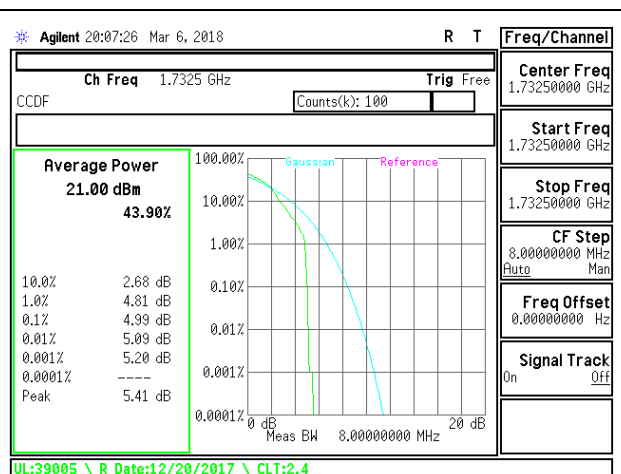 Agilent 20:07:26 Mar 6, 2018 R T
Freq/Channel
Ch Freq 1.7325 GHz Trig Free
CCDF Counts(k): 100
Average Power
21.00 dBm
43.90%
10.0% 2.68 dB
1.0% 4.81 dB
0.1% 4.99 dB
0.01% 5.09 dB
0.001% 5.20 dB
0.0001% ----
Peak 5.41 dB
Gaussian Reference
100.00%
10.00%
1.00%
0.10%
0.01%
0.001%
0.0001%
0 dB 20 dB
Meas BW 8.00000000 MHz
Center Freq
1.73250000 GHz
Start Freq
1.73250000 GHz
Stop Freq
1.73250000 GHz
CF Step
8.00000000 MHz
Auto Man
Freq Offset
0.00000000 Hz
Signal Track
On Off
UL:39005 \ R Date:12/20/2017 \ CLT:2.4